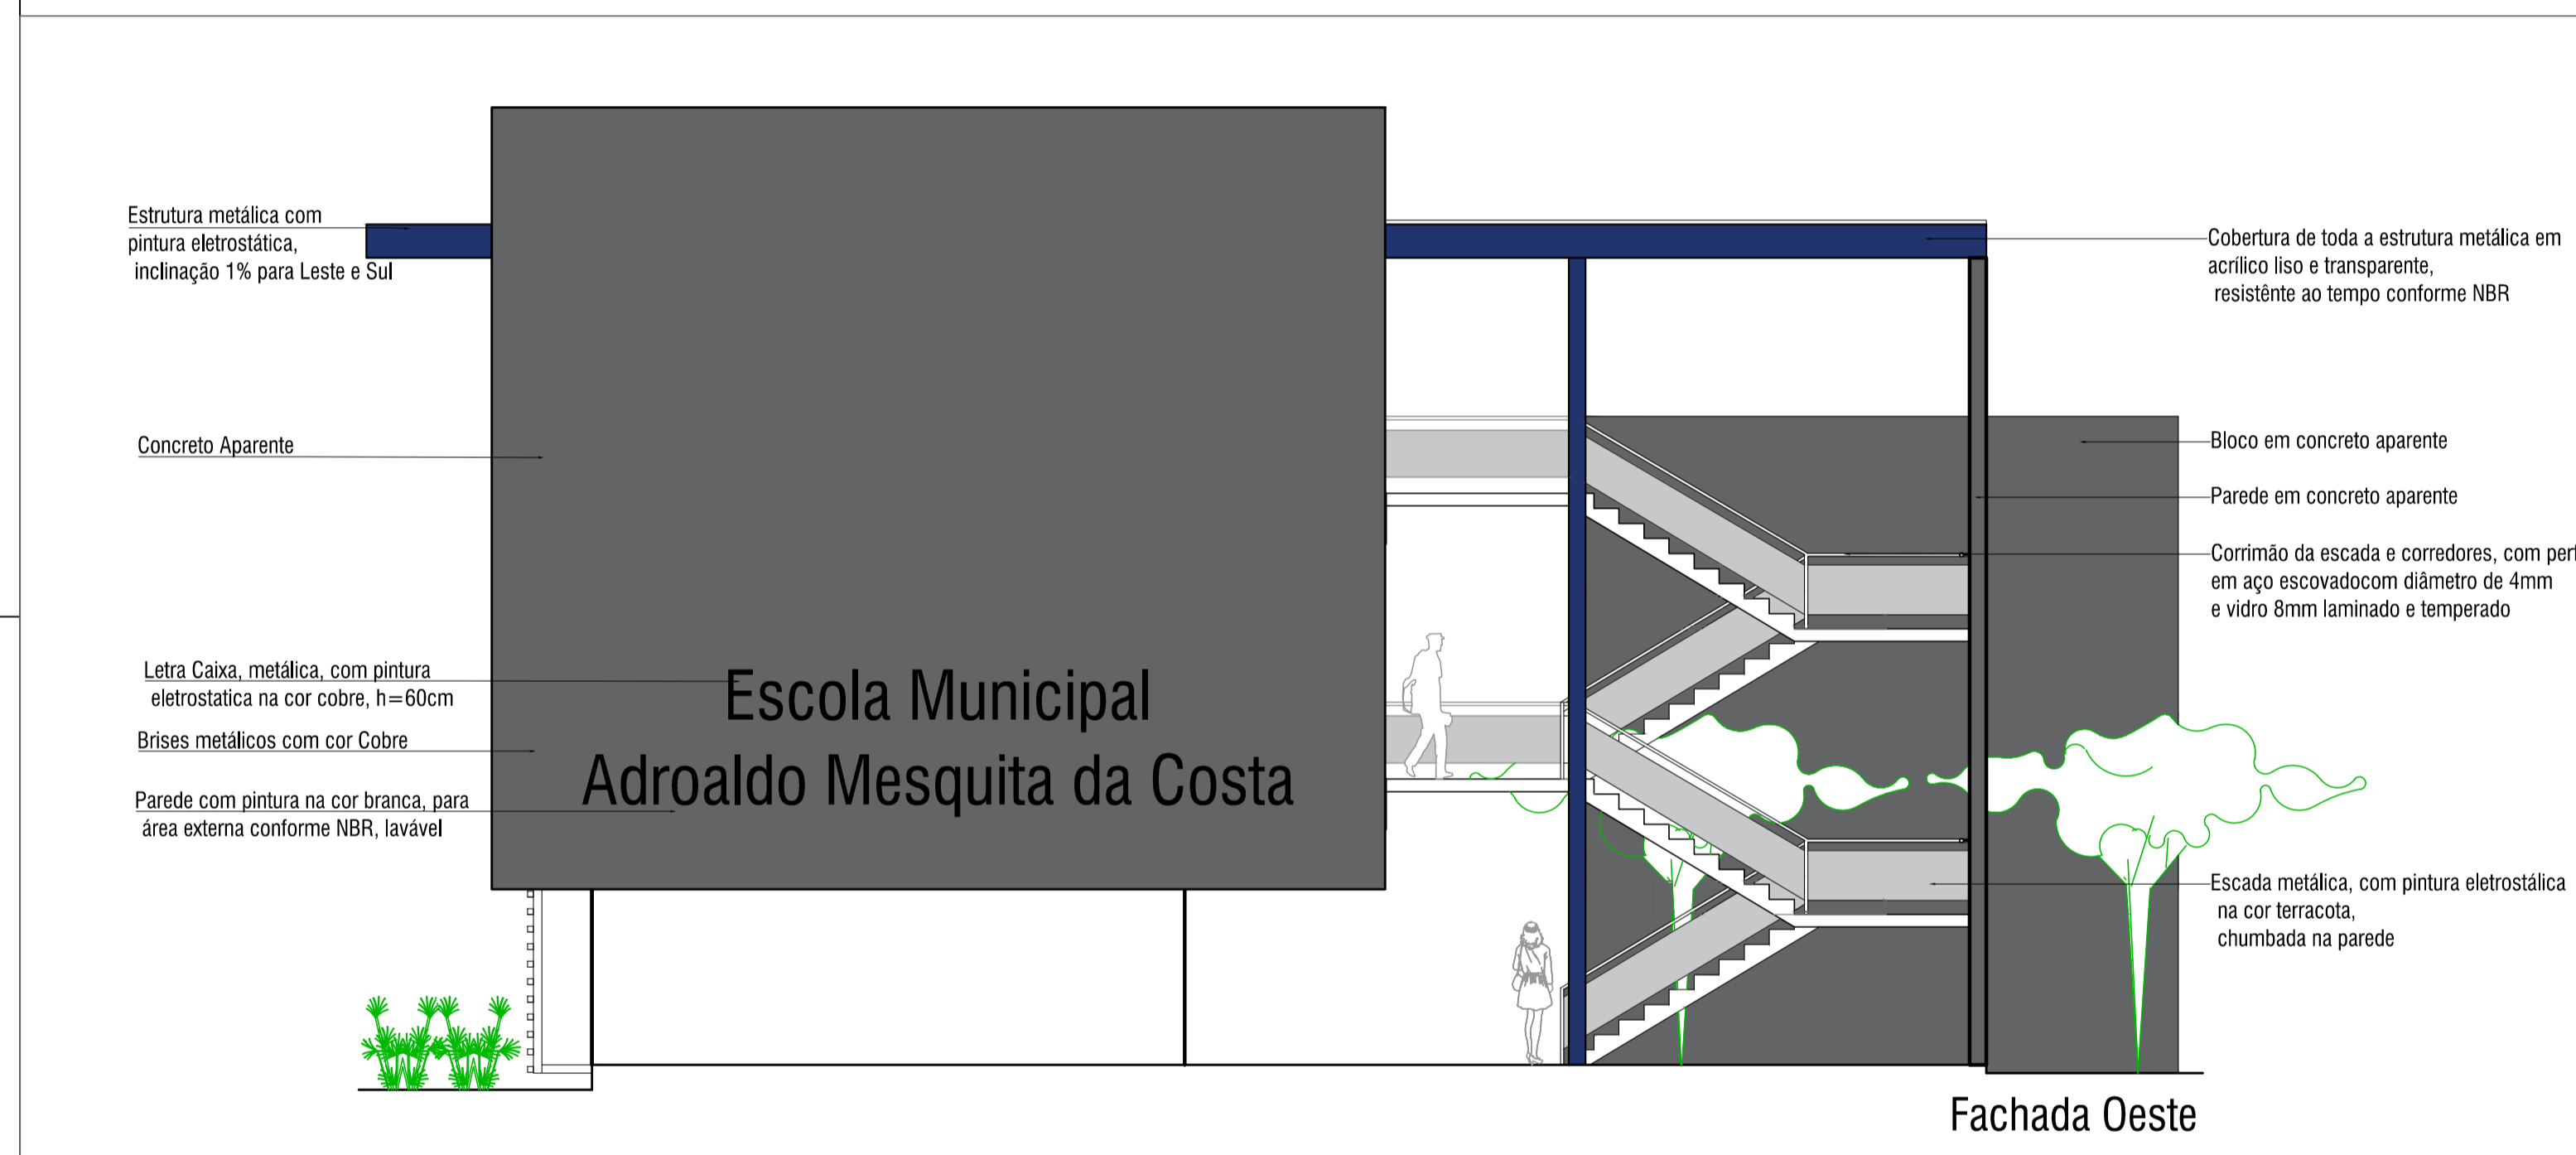 Estrutura metálica com
pintura eletrostática,
inclinação 1% para Leste e Sul
Concreto Aparente
Letra Caixa, metálica, com pintura
eletrostatica na cor cobre, h=60cm
Brises metálicos com cor Cobre
Parede com pintura na cor branca, para
área externa conforme NBR, lavável
Escola Municipal
Adroaldo Mesquita da Costa
Cobertura de toda a estrutura metálica em
acrílico liso e transparente,
resistênte ao tempo conforme NBR
Bloco em concreto aparente
Parede em concreto aparente
Corrimão da escada e corredores, com
em aço escovadocom diâmetro de 4mm
e vidro 8mm laminado e temperado
Escada metálica, com pintura eletrostálica
na cor terracota,
chumbada na parede
Fachada Oeste